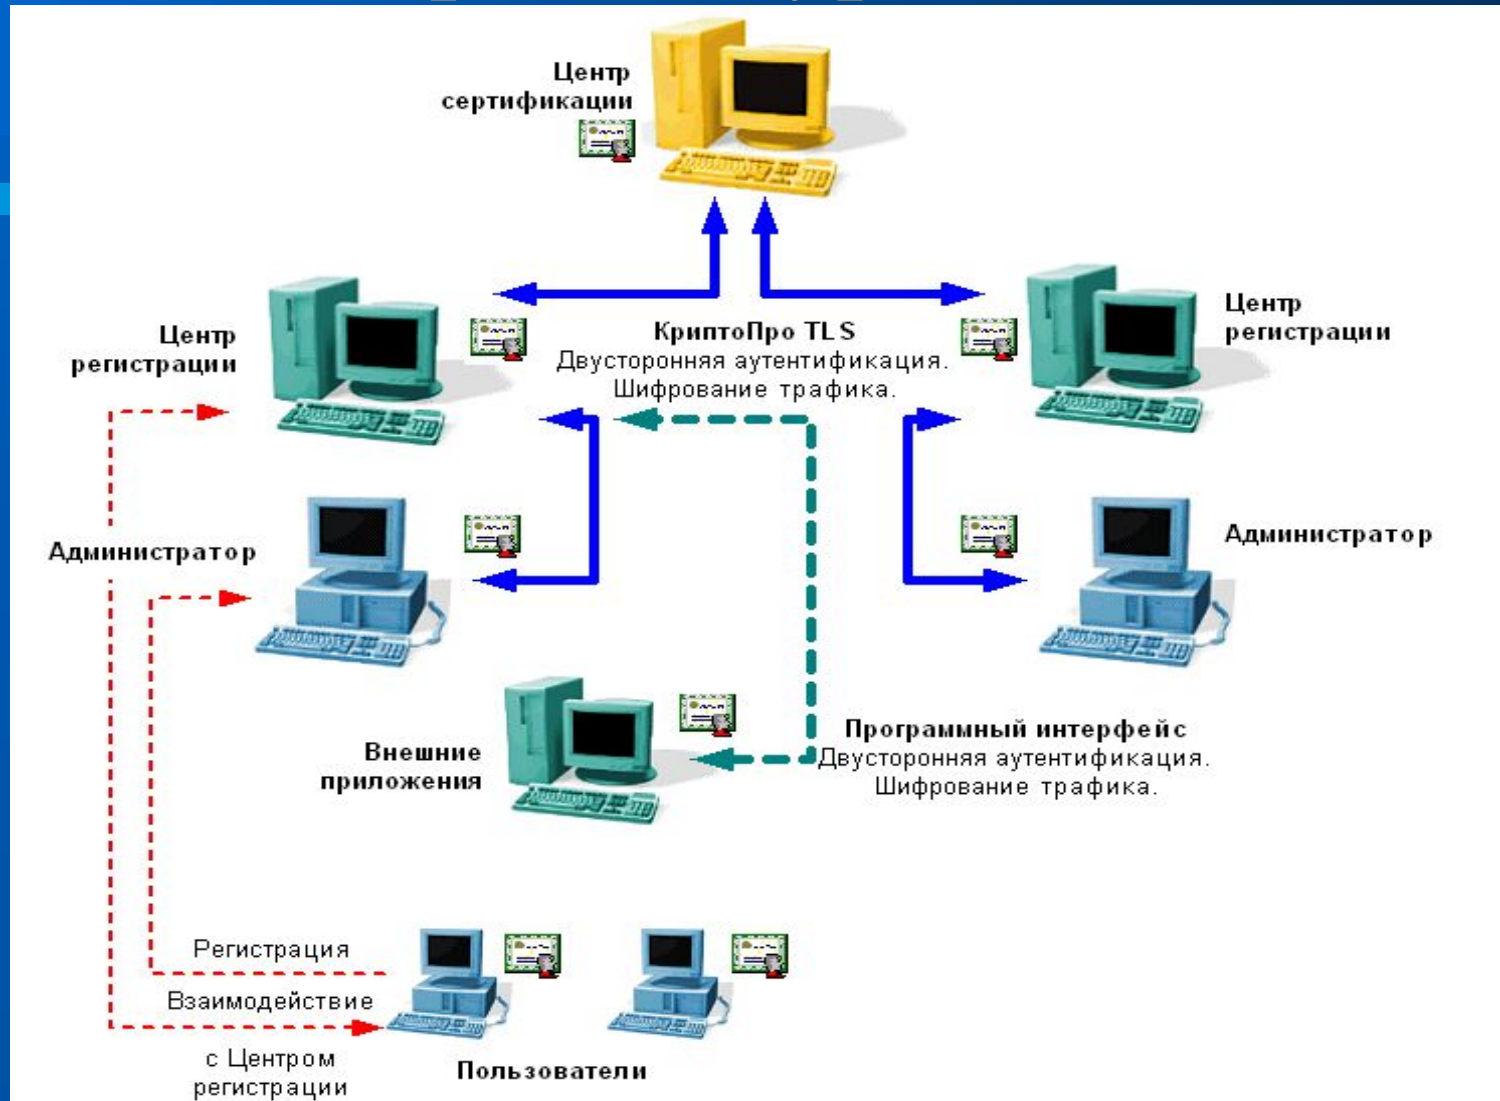 Центр
сертификации
Центр
регистрации
КриптоПро TLS
Двусторонняя аутентификация.
Шифрование трафика.
Центр
регистрации
Администратор
Администратор
Внешние
приложения
Программный интерфейс
Двусторонняя аутентификация.
Шифрование трафика.
Регистрация
Взаимодействие
с Центром
регистрации
Пользователи